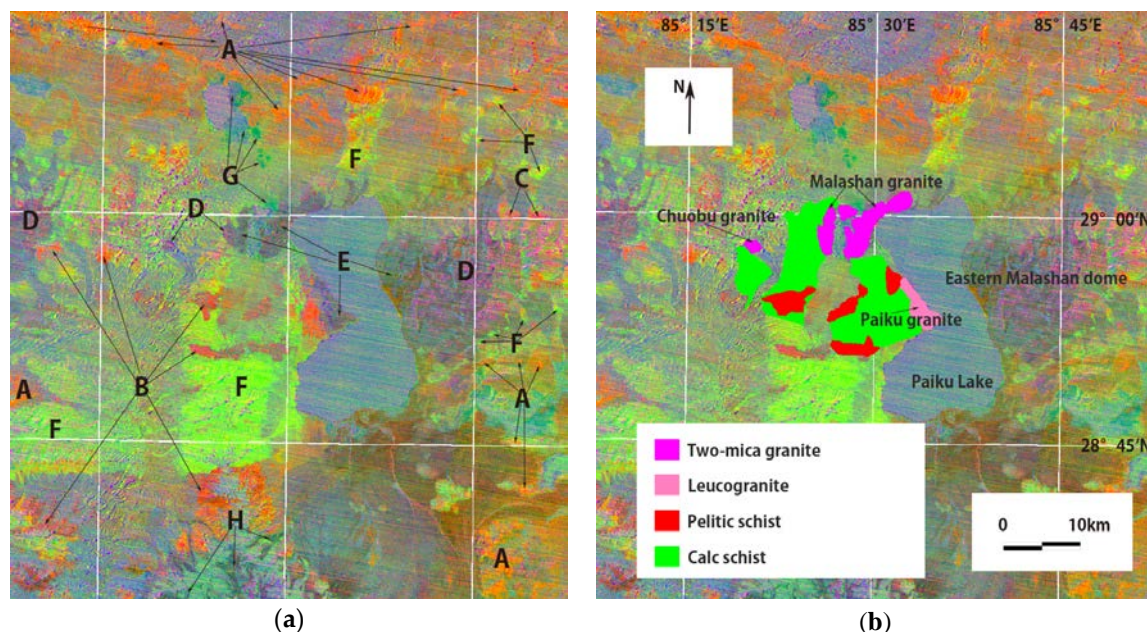 A
F
G
F
C
D
D
E
D
F
B
A
F
A
F
H
A
(a)
85° 15'E
85° 30'E
85° 45'E
N
Malashan granite
Chuobu granite
29° 00'N
Eastern Malashan dome
Paiku granite
Paiku Lake
28° 45'N
Two-mica granite
Leucogranite
Pelitic schist
Calc schist
0 10km
(b)